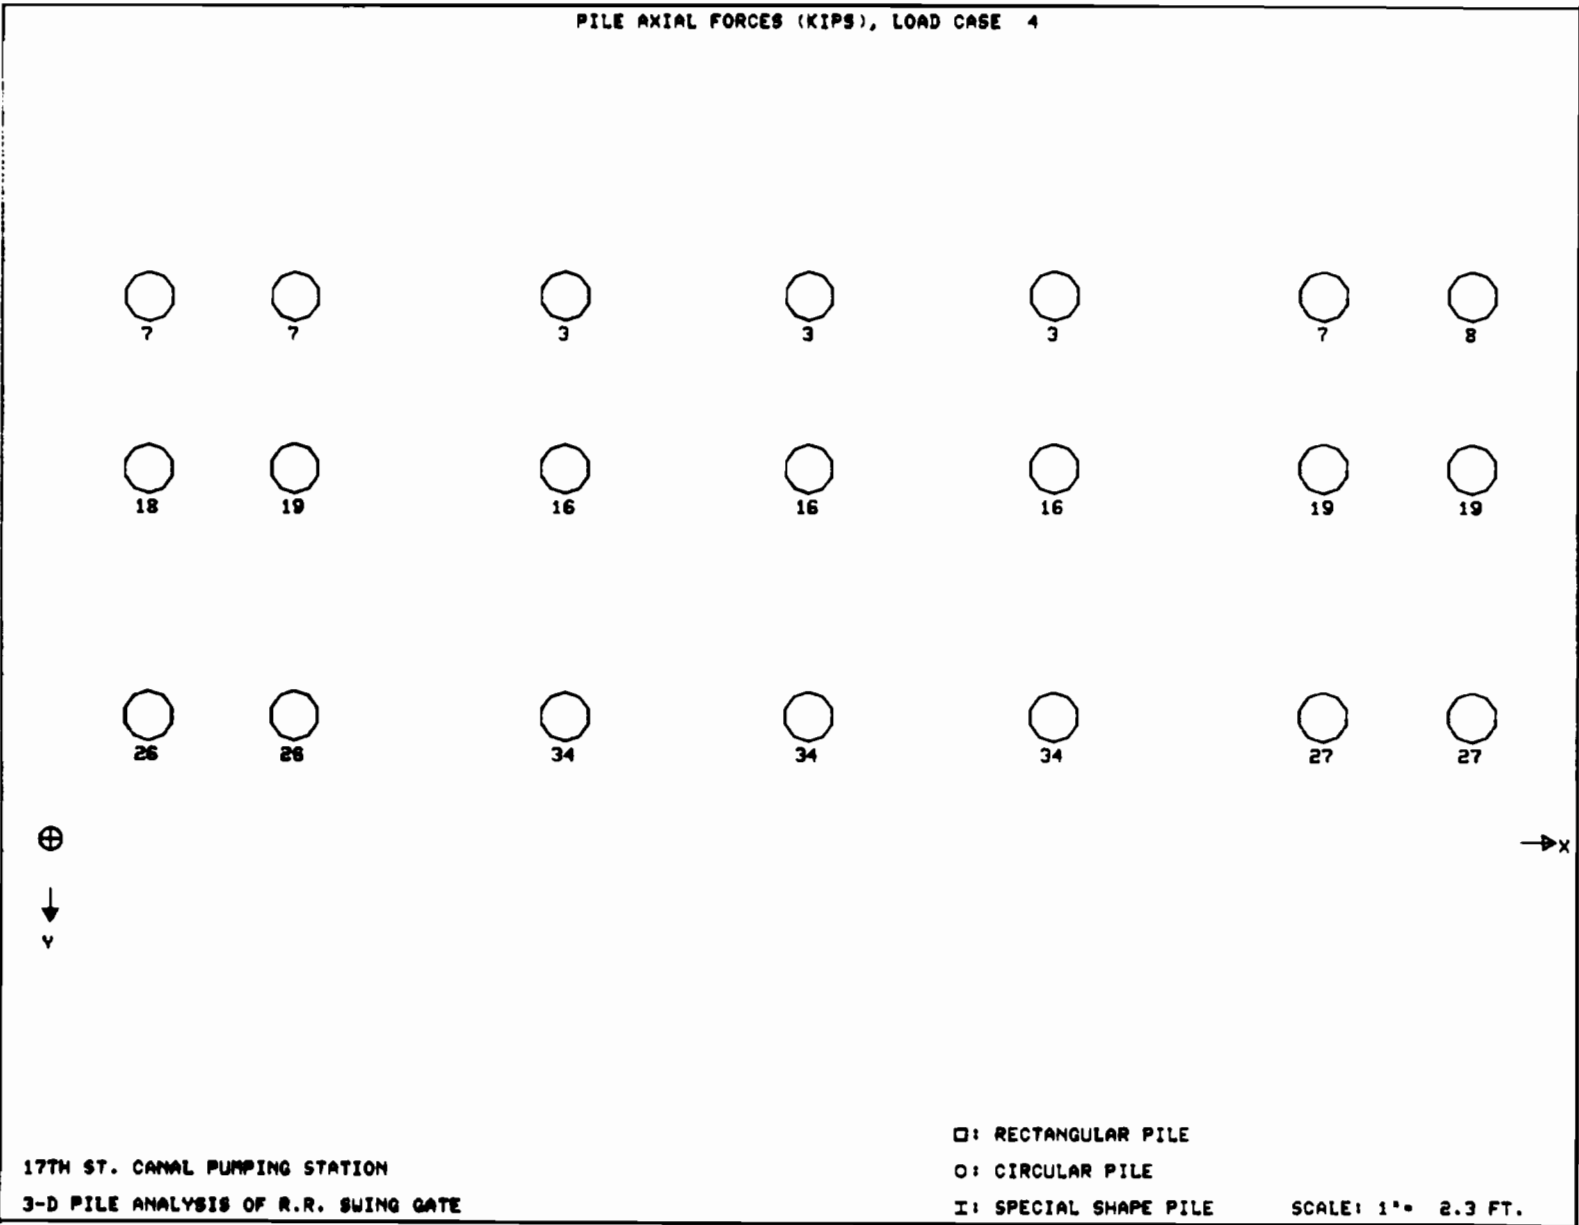 PILE AXIAL FORCES (KIPS), LOAD CASE 4
7 7 3 3 3 7 8
18 19 16 16 16 19 19
26 26 34 34 34 27 27
X
Y
□: RECTANGULAR PILE
17TH ST. CANAL PUMPING STATION
O: CIRCULAR PILE
3-D PILE ANALYSIS OF R.R. SWING GATE
I: SPECIAL SHAPE PILE SCALE: 1"= 2.3 FT.